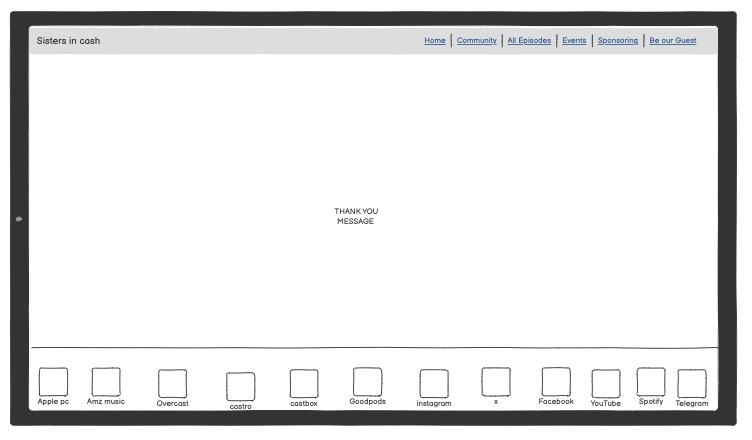 Sisters in cash
Home | Community | All Episodes | Events | Sponsoring | Be our Guest
THANK YOU
MESSAGE
Apple pc
Amz music
Overcast
castro
castbox
Goodpods
instagram
x
Facebook
YouTube
Spotify
Telegram